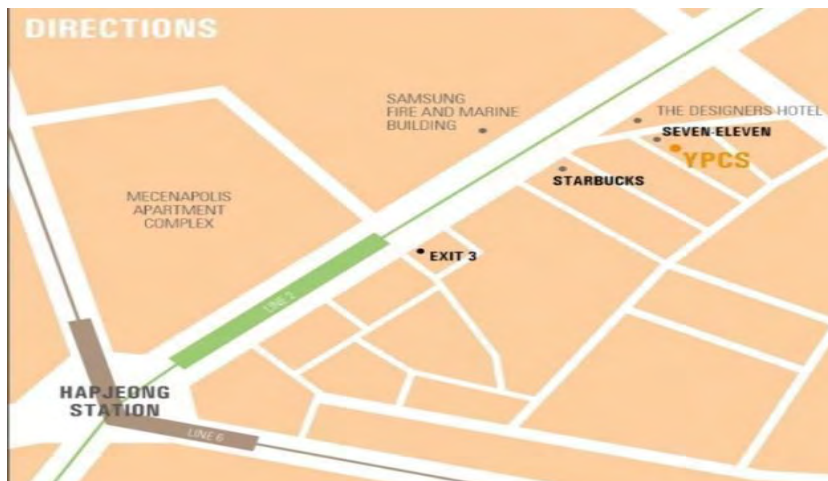 DIRECTIONS
SAMSUNG
FIRE AND MARINE
BUILDING
THE DESIGNERS HOTEL
SEVEN-ELEVEN
YPCS
STARBUCKS
MECENAPOLIS
APARTMENT
COMPLEX
EXIT 3
LINE 2
HAPJEONG
STATION
LINE 6